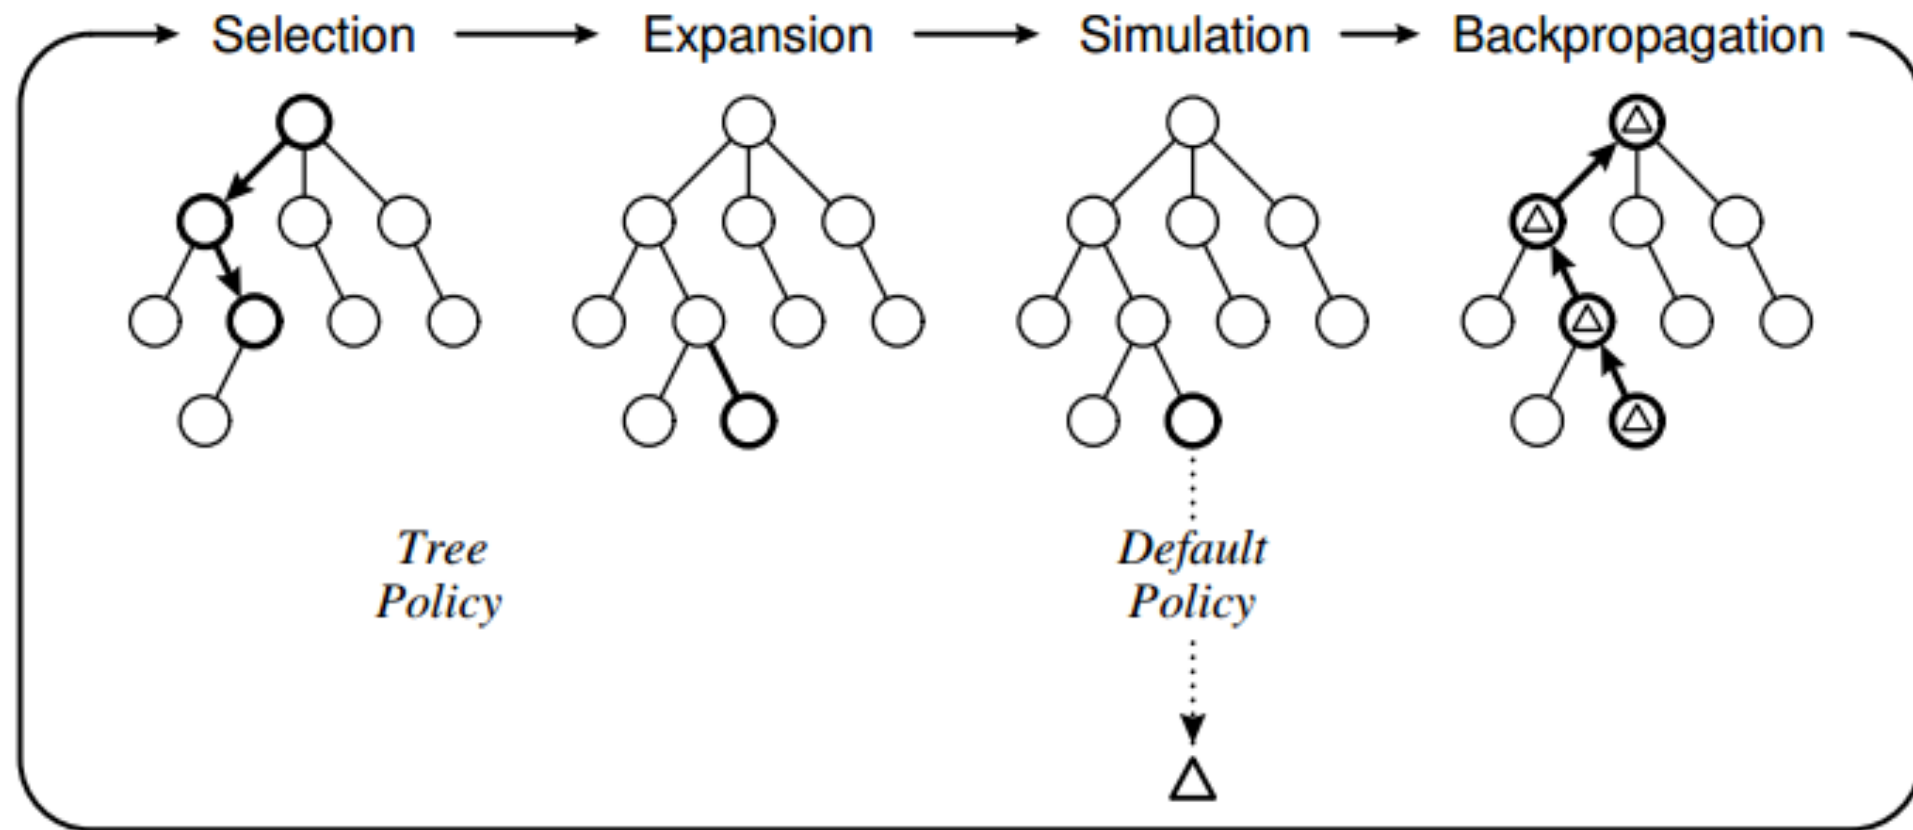 Selection
Expansion
Simulation
Backpropagation
Tree
Policy
Default
Policy